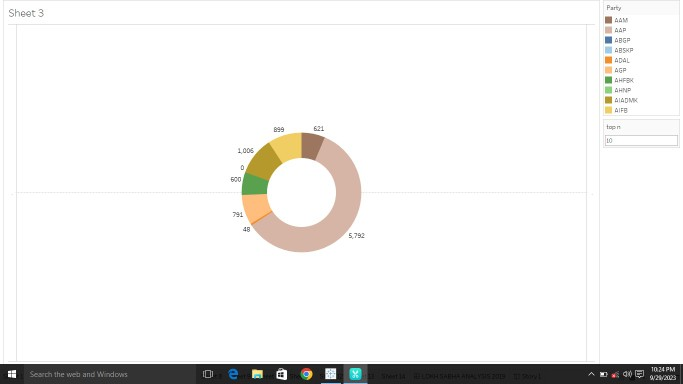 Sheet 3
899
621
1,006
0
600
791
48
5,792
Party
AAM
AAP
ABGP
ABSKP
ADAL
AGP
AHFBK
AHNP
AIADMK
AIFB
top n
10
Search the web and Windows
10:24 PM
9/29/2023